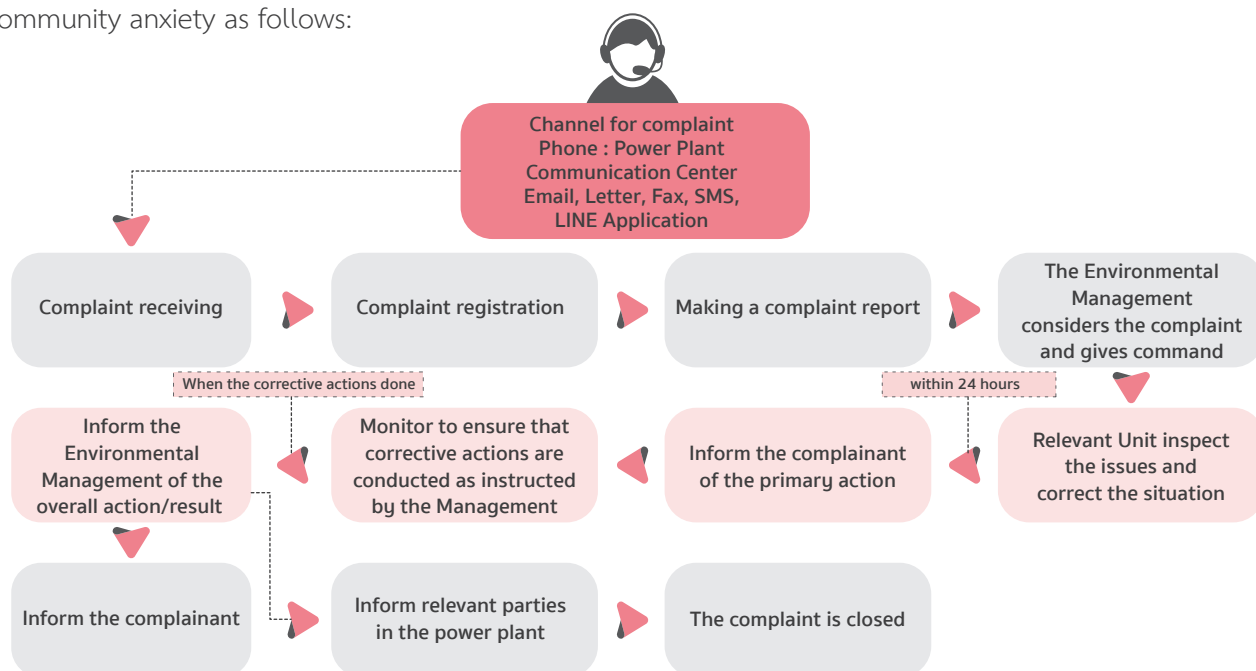 ommunity anxiety as follows:
Channel for complaint
Phone : Power Plant
Communication Center
Email, Letter, Fax, SMS,
LINE Application
Complaint receiving
Complaint registration
Making a complaint report
The Environmental
Management
considers the complaint
and gives command
When the corrective actions done
within 24 hours
Inform the
Environmental
Management of the
overall action/result
Monitor to ensure that
corrective actions are
conducted as instructed
by the Management
Inform the complainant
of the primary action
Relevant Unit inspect
the issues and
correct the situation
Inform the complainant
Inform relevant parties
in the power plant
The complaint is closed